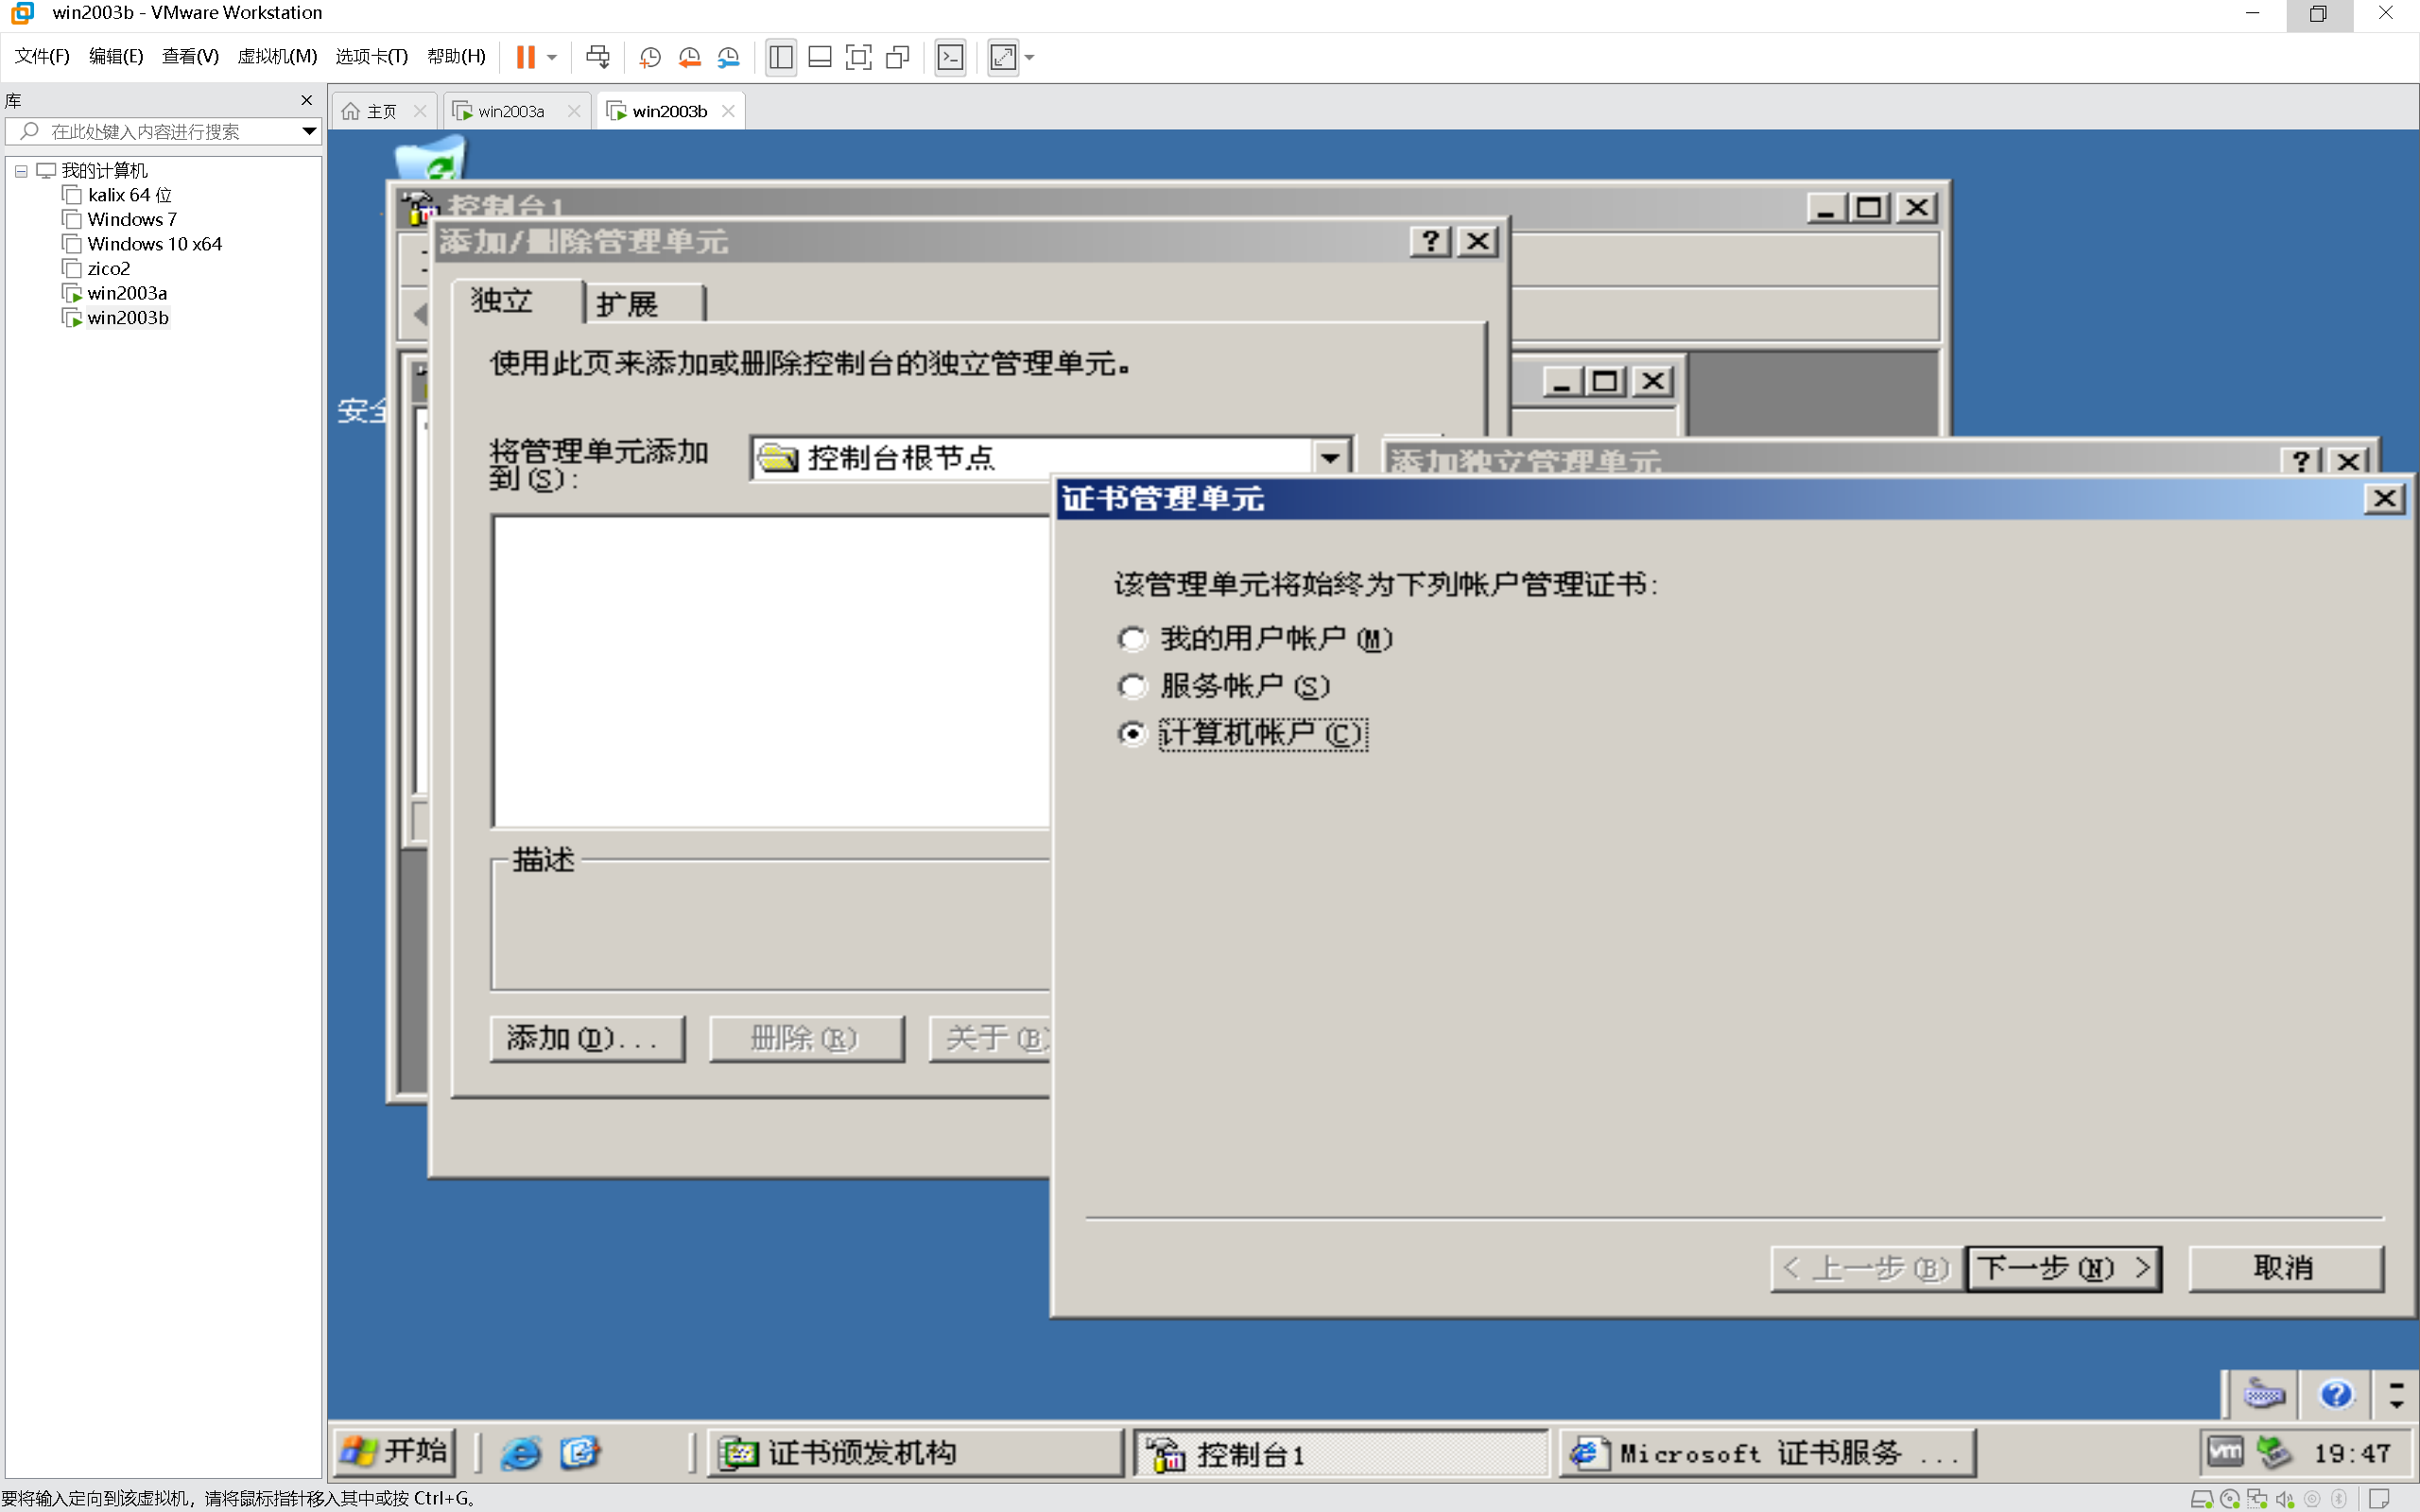 win2003b - VMware Workstation
文件(F) 编辑(E) 查看(V) 虚拟机(M) 选项卡(T) 帮助(H)
库
在此处键入内容进行搜索
我的计算机
kalix 64 位
Windows 7
Windows 10 x64
zico2
win2003a
win2003b
主页 win2003a win2003b
安全
控制台1
添加/删除管理单元
独立 扩展
使用此页来添加或删除控制台的独立管理单元。
将管理单元添加
到(S):
控制台根节点
描述
添加(D)... 删除(R) 关于(B)
添加独立管理单元
证书管理单元
该管理单元将始终为下列帐户管理证书:
我的用户帐户(M)
服务帐户(S)
计算机帐户(C)
< 上一步(B) 下一步(N) > 取消
开始 证书颁发机构 控制台1 Microsoft 证书服务 ... 19:47
要将输入定向到该虚拟机，请将鼠标指针移入其中或按 Ctrl+G。